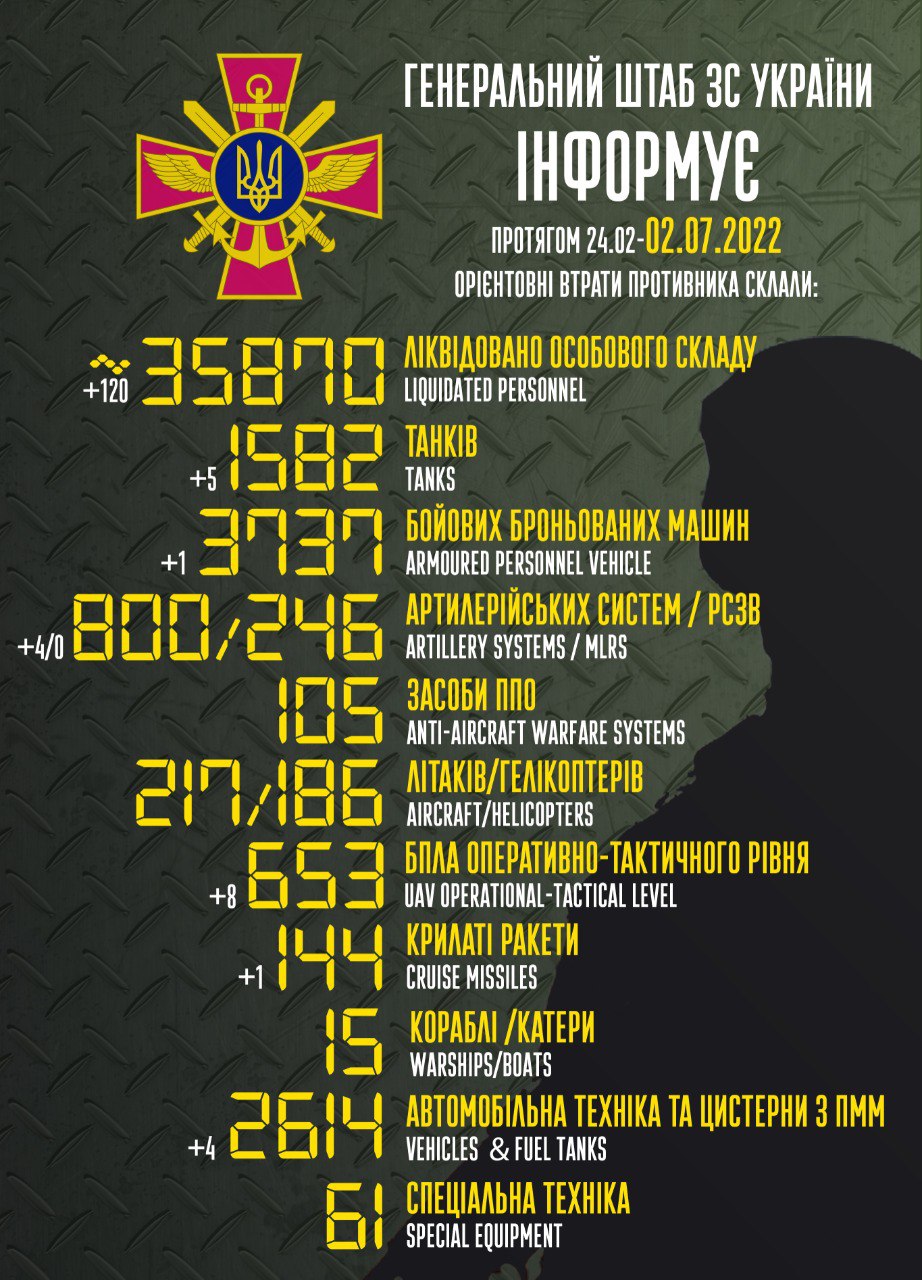 ГЕНЕРАЛЬНИЙ ШТАБ ЗС УКРАЇНИ
ІНФОРМУЄ
ПРОТЯГОМ 24.02-02.07.2022
ОРІЄНТОВНІ ВТРАТИ ПРОТИВНИКА СКЛАЛИ:
+120 ~35870 ЛІКВІДОВАНО ОСОБОВОГО СКЛАДУ
LIQUIDATED PERSONNEL
+5 1582 ТАНКІВ
TANKS
+1 3737 БОЙОВИХ БРОНЬОВАНИХ МАШИН
ARMOURED PERSONNEL VEHICLE
+4/0 800/246 АРТИЛЕРІЙСЬКИХ СИСТЕМ / РСЗВ
ARTILLERY SYSTEMS / MLRS
105 ЗАСОБИ ППО
ANTI-AIRCRAFT WARFARE SYSTEMS
217/186 ЛІТАКІВ/ГЕЛІКОПТЕРІВ
AIRCRAFT/HELICOPTERS
+8 653 БПЛА ОПЕРАТИВНО-ТАКТИЧНОГО РІВНЯ
UAV OPERATIONAL-TACTICAL LEVEL
+1 144 КРИЛАТІ РАКЕТИ
CRUISE MISSILES
15 КОРАБЛІ /КАТЕРИ
WARSHIPS/BOATS
+4 2614 АВТОМОБІЛЬНА ТЕХНІКА ТА ЦИСТЕРНИ З ПММ
VEHICLES & FUEL TANKS
61 СПЕЦІАЛЬНА ТЕХНІКА
SPECIAL EQUIPMENT